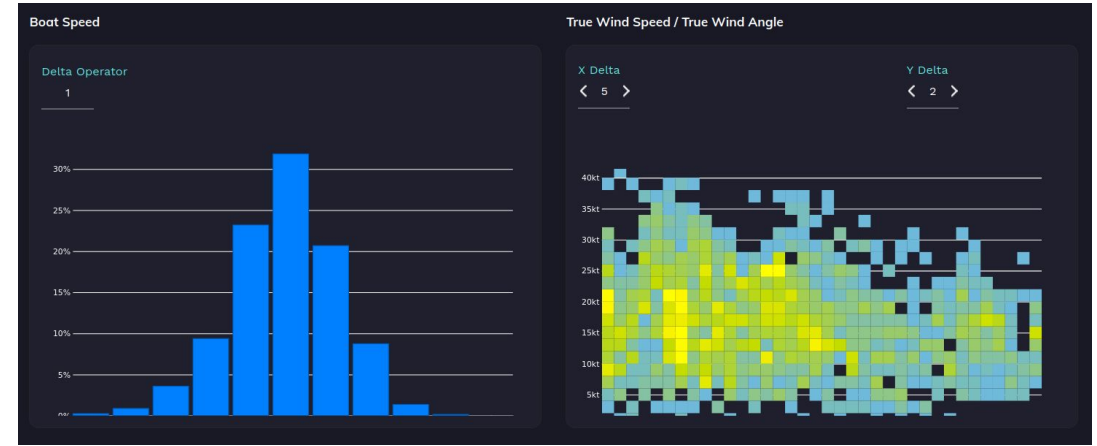 Boat Speed
True Wind Speed / True Wind Angle
Delta Operator
1
X Delta
5
Y Delta
2
30%
25%
20%
15%
10%
5%
0%
40kt
35kt
30kt
25kt
20kt
15kt
10kt
5kt